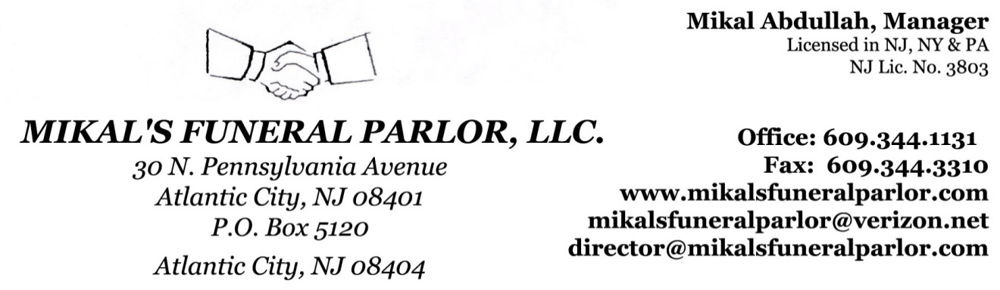 Mikal Abdullah, Manager
Licensed in NJ, NY & PA
NJ Lic. No. 3803
MIKAL'S FUNERAL PARLOR, LLC.
30 N. Pennsylvania Avenue
Atlantic City, NJ 08401
P.O. Box 5120
Atlantic City, NJ 08404
Office: 609.344.1131
Fax: 609.344.3310
www.mikalsfuneralparlor.com
mikalsfuneralparlor@verizon.net
director@mikalsfuneralparlor.com